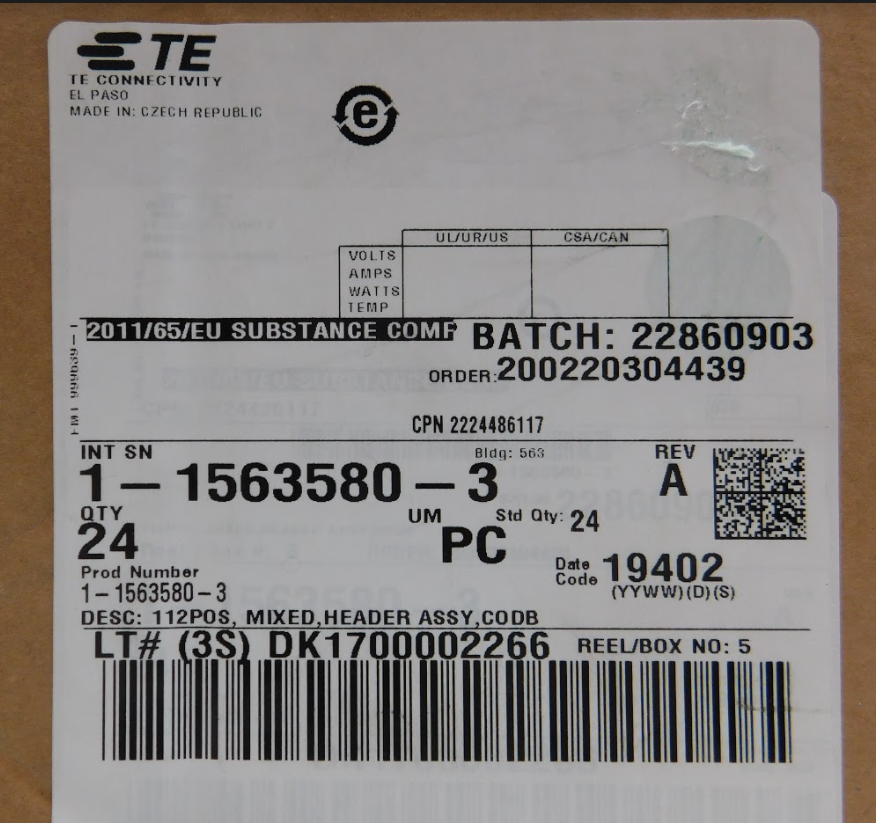 TE
TE CONNECTIVITY
EL PASO
MADE IN: CZECH REPUBLIC
e
UL/UR/US CSA/CAN
VOLTS
AMPS
WATTS
TEMP
2011/65/EU SUBSTANCE COMP
BATCH: 22860903
ORDER:200220304439
CPN 2224486117
INT SN
Bldg: 563
REV
1-1563580-3
A
QTY
UM
Std Qty: 24
24
PC
Prod Number
Date Code 19402
1-1563580-3
(YYWW)(D)(S)
DESC: 112POS, MIXED,HEADER ASSY,CODB
LT# (3S) DK1700002266
REEL/BOX NO: 5